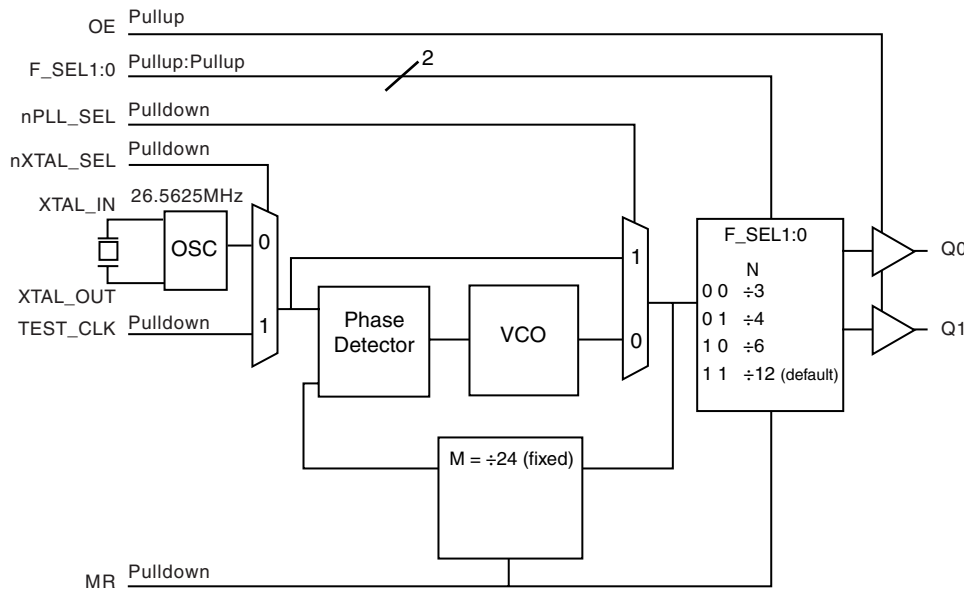 OE Pullup
F_SEL1:0 Pullup:Pullup
2
nPLL_SEL Pulldown
nXTAL_SEL Pulldown
XTAL_IN
26.5625MHz
OSC
XTAL_OUT
TEST_CLK Pulldown
0
1
Phase
Detector
VCO
1
0
F_SEL1:0
N
0 0 ÷3
0 1 ÷4
1 0 ÷6
1 1 ÷12 (default)
Q0
Q1
M = ÷24 (fixed)
MR Pulldown